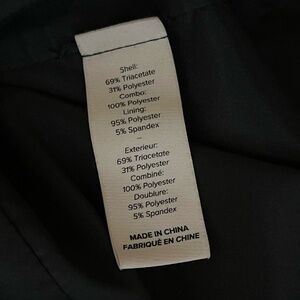 Shell:
69% Triacetate
31% Polyester
Combo:
100% Polyester
Lining:
95% Polyester
5% Spandex
–
Exterieur:
69% Triacetate
31% Polyester
Combiné:
100% Polyester
Doublure:
95% Polyester
5% Spandex
MADE IN CHINA
FABRIQUÉ EN CHINE